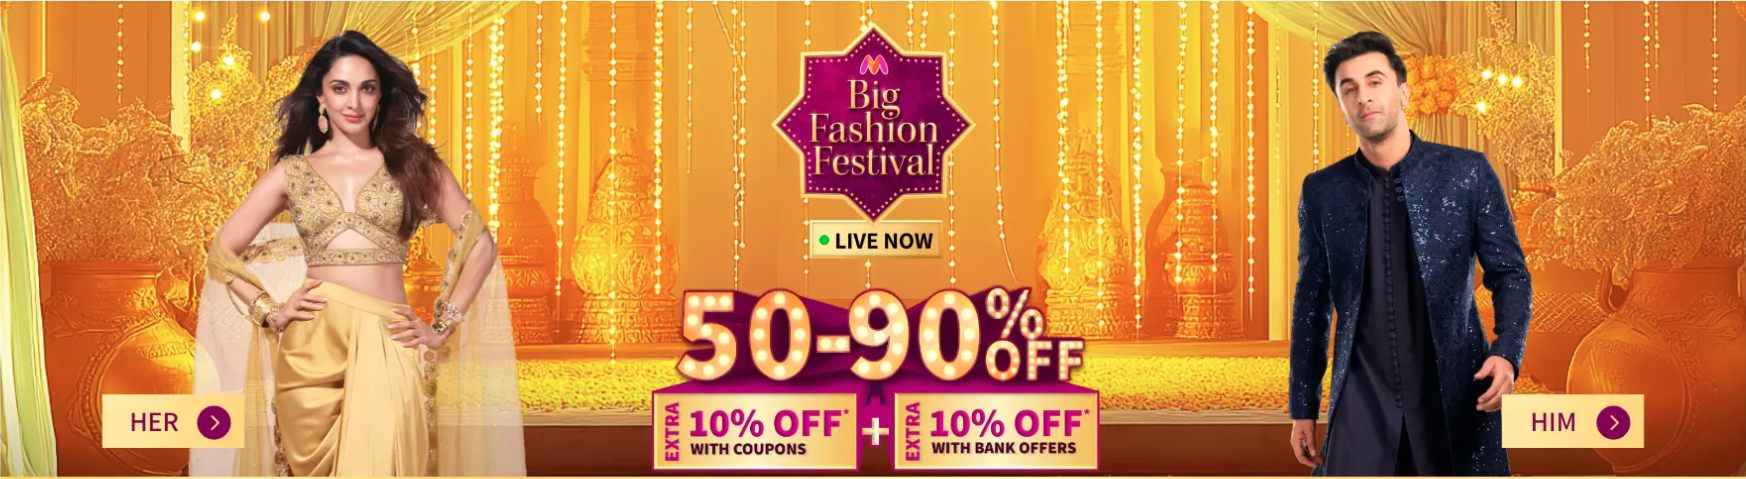 Big
Fashion
Festival
LIVE NOW
50-90% OFF
EXTRA
10% OFF*
WITH COUPONS
+
EXTRA
10% OFF*
WITH BANK OFFERS
HER
HIM